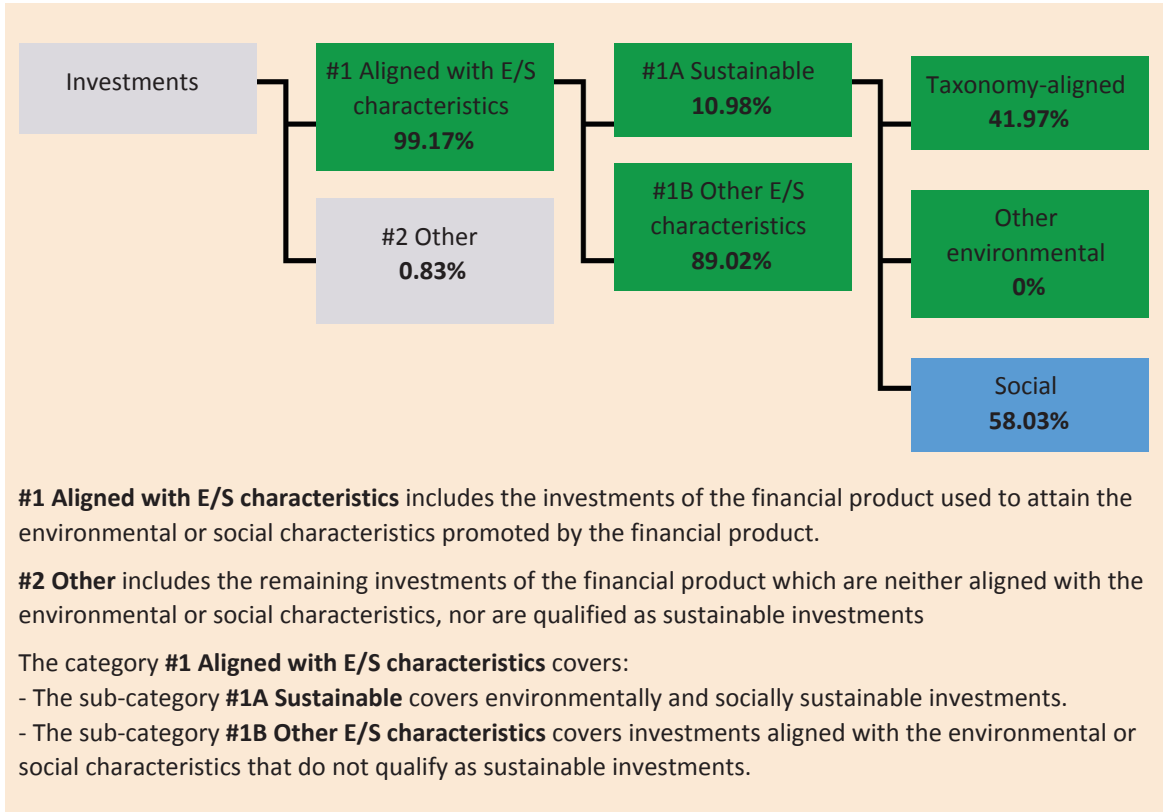 Investments
#1 Aligned with E/S
characteristics
99.17%
#2 Other
0.83%
#1A Sustainable
10.98%
#1B Other E/S
characteristics
89.02%
Taxonomy-aligned
41.97%
Other
environmental
0%
Social
58.03%
#1 Aligned with E/S characteristics includes the investments of the financial product used to attain the
environmental or social characteristics promoted by the financial product.
#2 Other includes the remaining investments of the financial product which are neither aligned with the
environmental or social characteristics, nor are qualified as sustainable investments
The category #1 Aligned with E/S characteristics covers:
- The sub-category #1A Sustainable covers environmentally and socially sustainable investments.
- The sub-category #1B Other E/S characteristics covers investments aligned with the environmental or
social characteristics that do not qualify as sustainable investments.